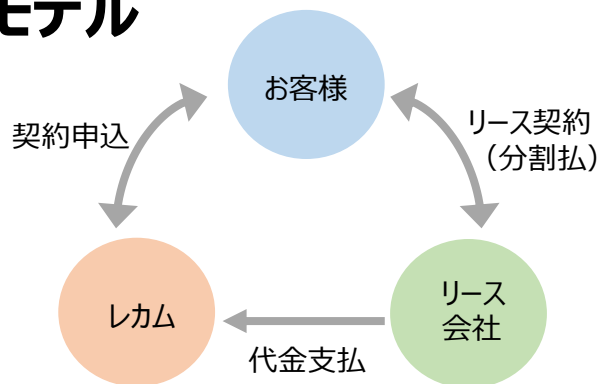 モデル
お客様
契約申込
リース契約
（分割払）
レカム
リース
会社
代金支払